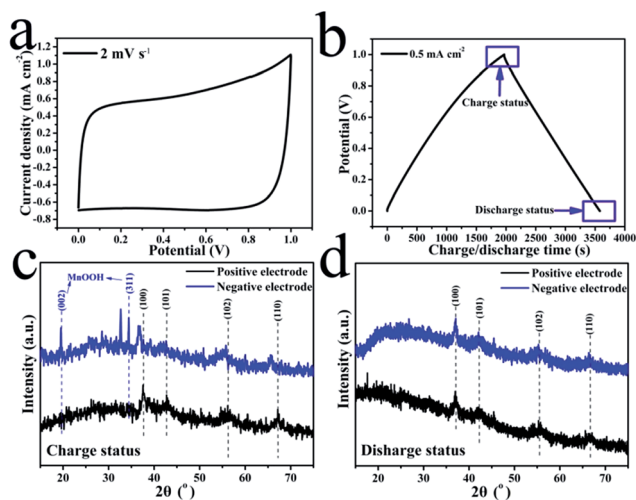 a
2 mV s⁻¹
Current density (mA cm⁻²)
1.2
1.0
0.8
0.6
0.4
0.2
0.0
-0.2
-0.4
-0.6
-0.8
0.0 0.2 0.4 0.6 0.8 1.0
Potential (V)
b
0.5 mA cm⁻²
Charge status
Discharge status
Potential (V)
1.0
0.8
0.6
0.4
0.2
0.0
0 500 1000 1500 2000 2500 3000 3500 4000
Charge/discharge time (s)
c
Positive electrode
Negative electrode
MnOOH
(002)
(311)
(100)
(101)
(102)
(110)
Intensity (a.u.)
Charge status
20 30 40 50 60 70
2θ (°)
d
Positive electrode
Negative electrode
(100)
(101)
(102)
(110)
Intensity (a.u.)
Disharge status
20 30 40 50 60 70
2θ (°)